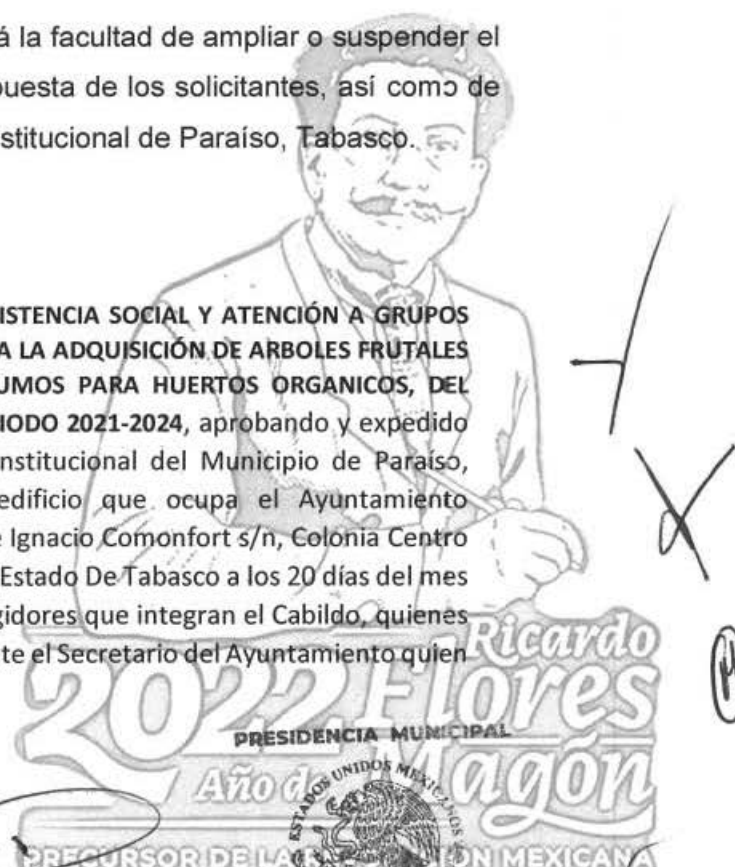 á la facultad de ampliar o suspender el
puesta de los solicitantes, así como de
nstitucional de Paraíso, Tabasco.
ISTENCIA SOCIAL Y ATENCIÓN A GRUPOS
A LA ADQUISICIÓN DE ARBOLES FRUTALES
UMOS PARA HUERTOS ORGANICOS, DEL
IODO 2021-2024, aprobando y expedido
nstitucional del Municipio de Paraíso,
edificio que ocupa el Ayuntamiento
e Ignacio Comonfort s/n, Colonia Centro
Estado De Tabasco a los 20 días del mes
gidores que integran el Cabildo, quienes
te el Secretario del Ayuntamiento quien
2022 Ricardo
Flores
PRESIDENCIA MUNICIPAL
Año de Magón
ESTADOS UNIDOS MEXICANOS
PRECURSOR DE LA MEXICANA